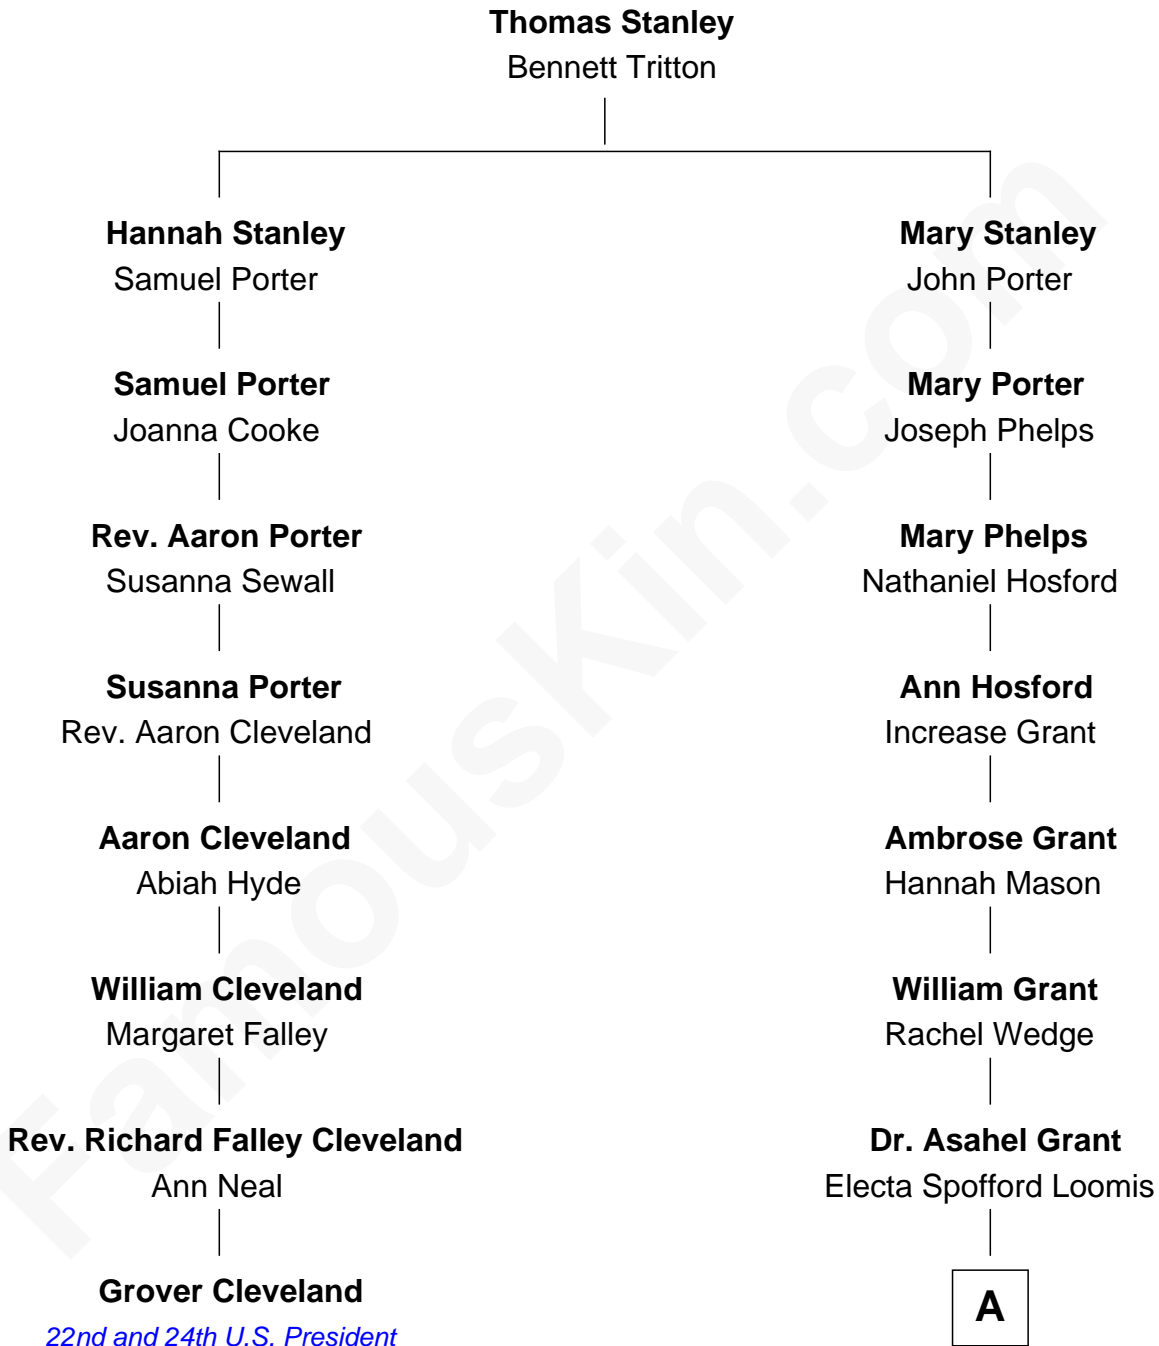 Thomas Stanley
Bennett Tritton
Hannah Stanley
Samuel Porter
Mary Stanley
John Porter
Samuel Porter
Joanna Cooke
Mary Porter
Joseph Phelps
Rev. Aaron Porter
Susanna Sewall
Mary Phelps
Nathaniel Hosford
Susanna Porter
Rev. Aaron Cleveland
Ann Hosford
Increase Grant
Aaron Cleveland
Abiah Hyde
Ambrose Grant
Hannah Mason
William Cleveland
Margaret Falley
William Grant
Rachel Wedge
Rev. Richard Falley Cleveland
Ann Neal
Dr. Asahel Grant
Electa Spofford Loomis
Grover Cleveland
22nd and 24th U.S. President
A
FamousKin.com